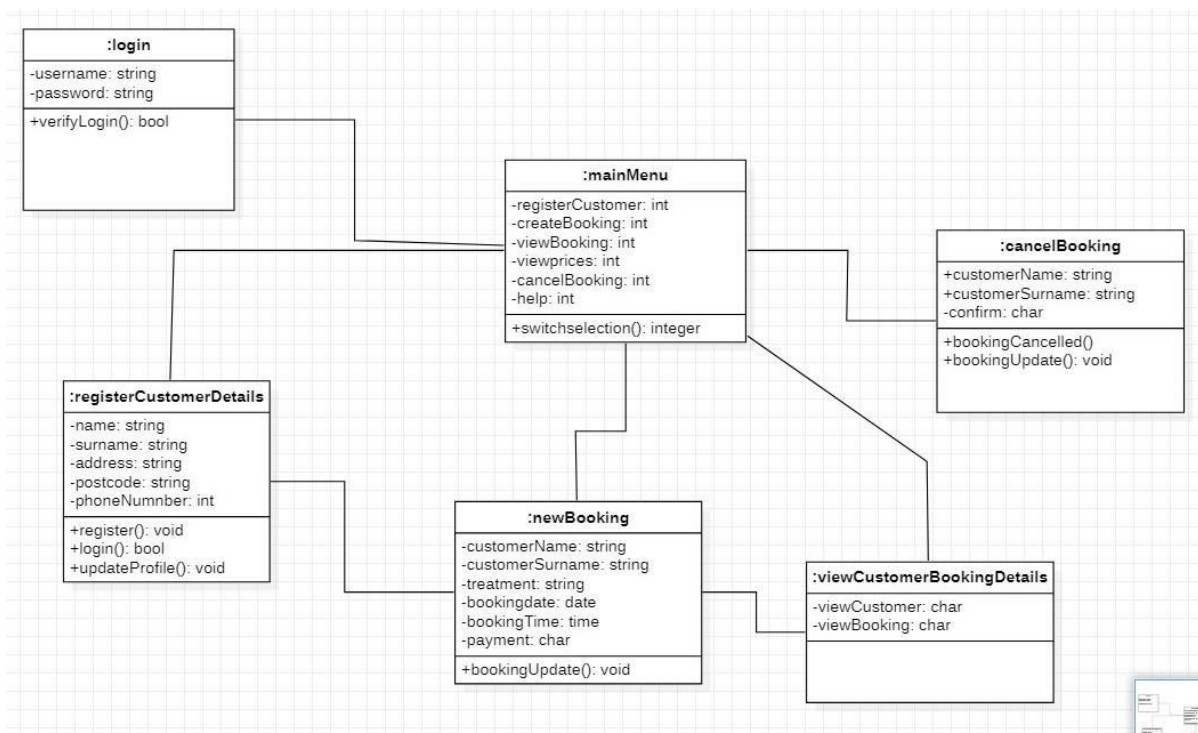 :login
-username: string
-password: string
+verifyLogin(): bool
:mainMenu
-registerCustomer: int
-createBooking: int
-viewBooking: int
-viewprices: int
-cancelBooking: int
-help: int
+switchselection(): integer
:cancelBooking
+customerName: string
+customerSurname: string
-confirm: char
+bookingCancelled()
+bookingUpdate(): void
:registerCustomerDetails
-name: string
-surname: string
-address: string
-postcode: string
-phoneNumnber: int
+register(): void
+login(): bool
+updateProfile(): void
:newBooking
-customerName: string
-customerSurname: string
-treatment: string
-bookingdate: date
-bookingTime: time
-payment: char
+bookingUpdate(): void
:viewCustomerBookingDetails
-viewCustomer: char
-viewBooking: char